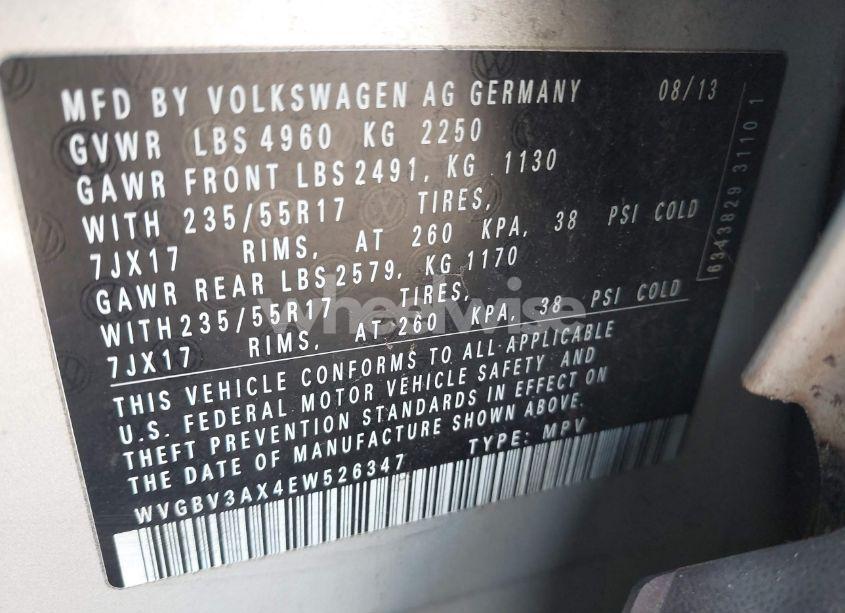 MFD BY VOLKSWAGEN AG GERMANY 08/13
GVWR LBS 4960 KG 2250
GAWR FRONT LBS 2491, KG 1130
WITH 235/55R17 TIRES,
7JX17 RIMS, AT 260 KPA, 38 PSI COLD
GAWR REAR LBS 2579, KG 1170
WITH 235/55R17 TIRES,
7JX17 RIMS, AT 260 KPA, 38 PSI COLD
THIS VEHICLE CONFORMS TO ALL APPLICABLE
U.S. FEDERAL MOTOR VEHICLE SAFETY AND
THEFT PREVENTION STANDARDS IN EFFECT ON
THE DATE OF MANUFACTURE SHOWN ABOVE.
WVGBV3AX4EW526347 TYPE: MPV
6343829 31101
wheelwise